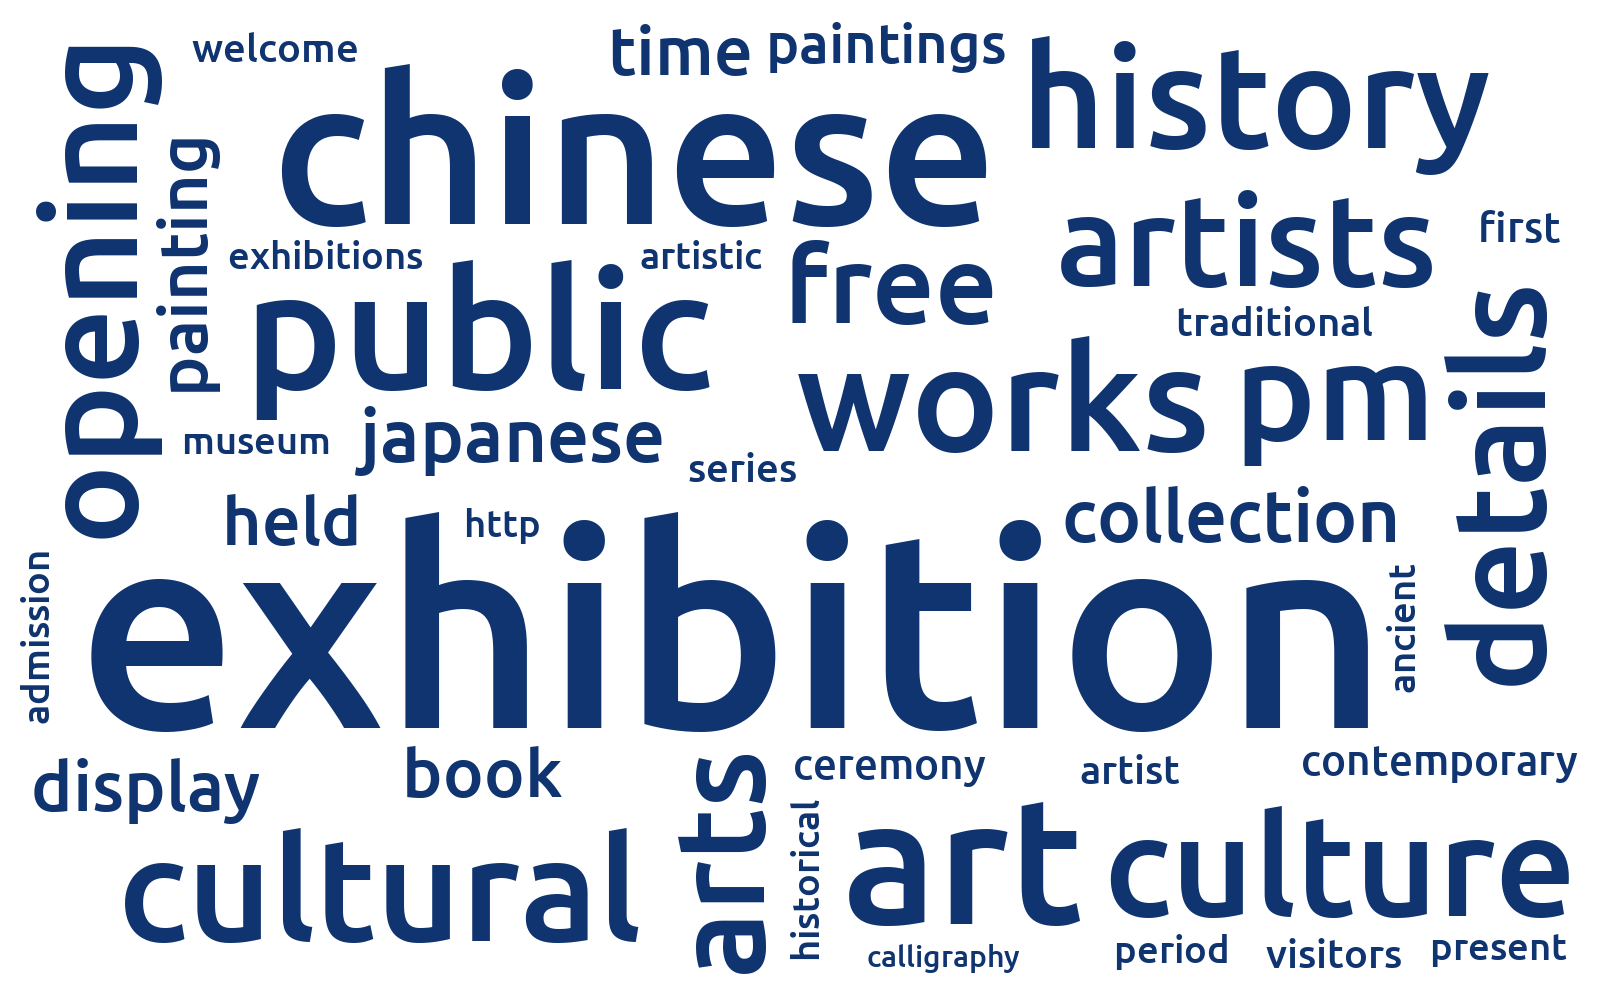 welcome
time
paintings
history
opening
chinese
painting
artists
first
exhibitions
artistic
free
public
traditional
details
works
pm
japanese
museum
series
held
http
collection
admission
exhibition
ancient
display
book
arts
ceremony
artist
contemporary
cultural
historical
art
culture
calligraphy
period
visitors
present